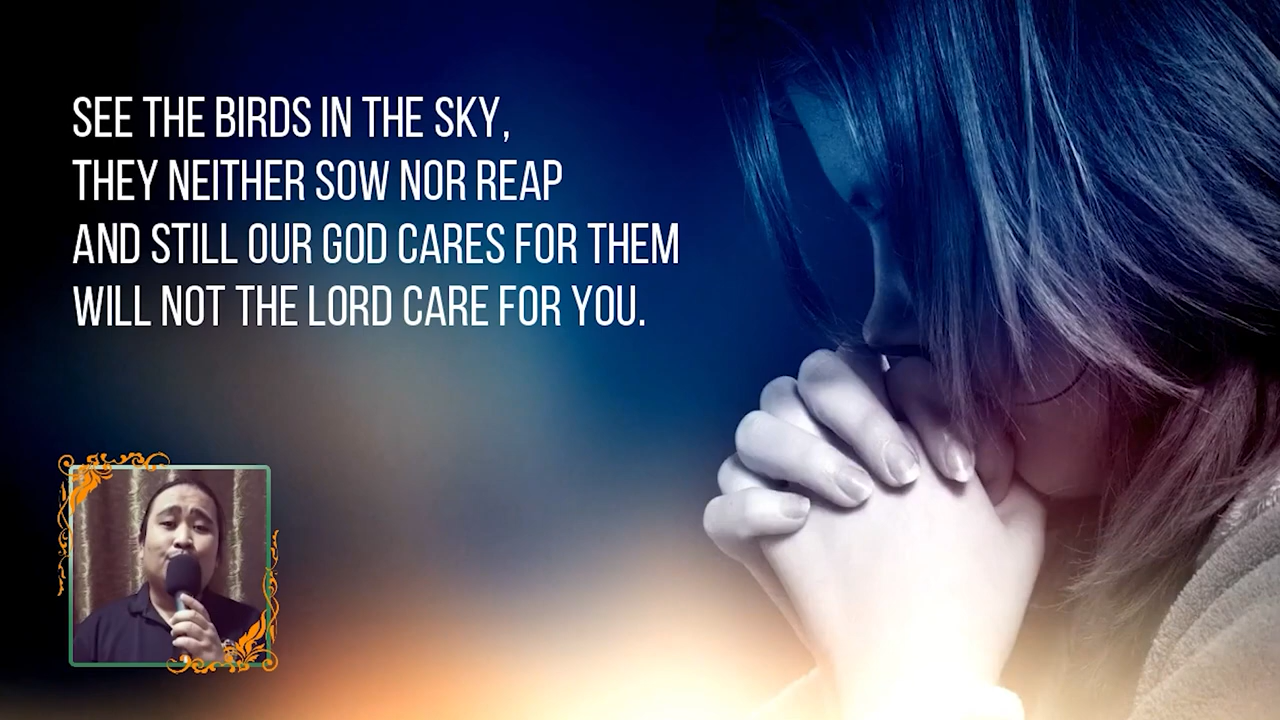 SEE THE BIRDS IN THE SKY,
THEY NEITHER SOW NOR REAP
AND STILL OUR GOD CARES FOR THEM
WILL NOT THE LORD CARE FOR YOU.